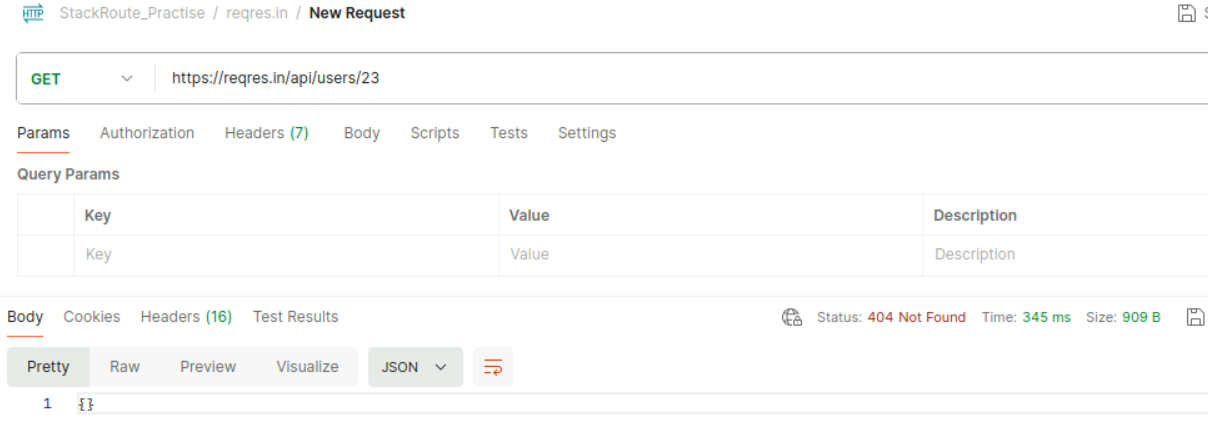 HTTP StackRoute_Practise / reqres.in / New Request
GET https://reqres.in/api/users/23
Params Authorization Headers (7) Body Scripts Tests Settings
Query Params
Key Value Description
Key Value Description
Body Cookies Headers (16) Test Results Status: 404 Not Found Time: 345 ms Size: 909 B
Pretty Raw Preview Visualize JSON
1 {}